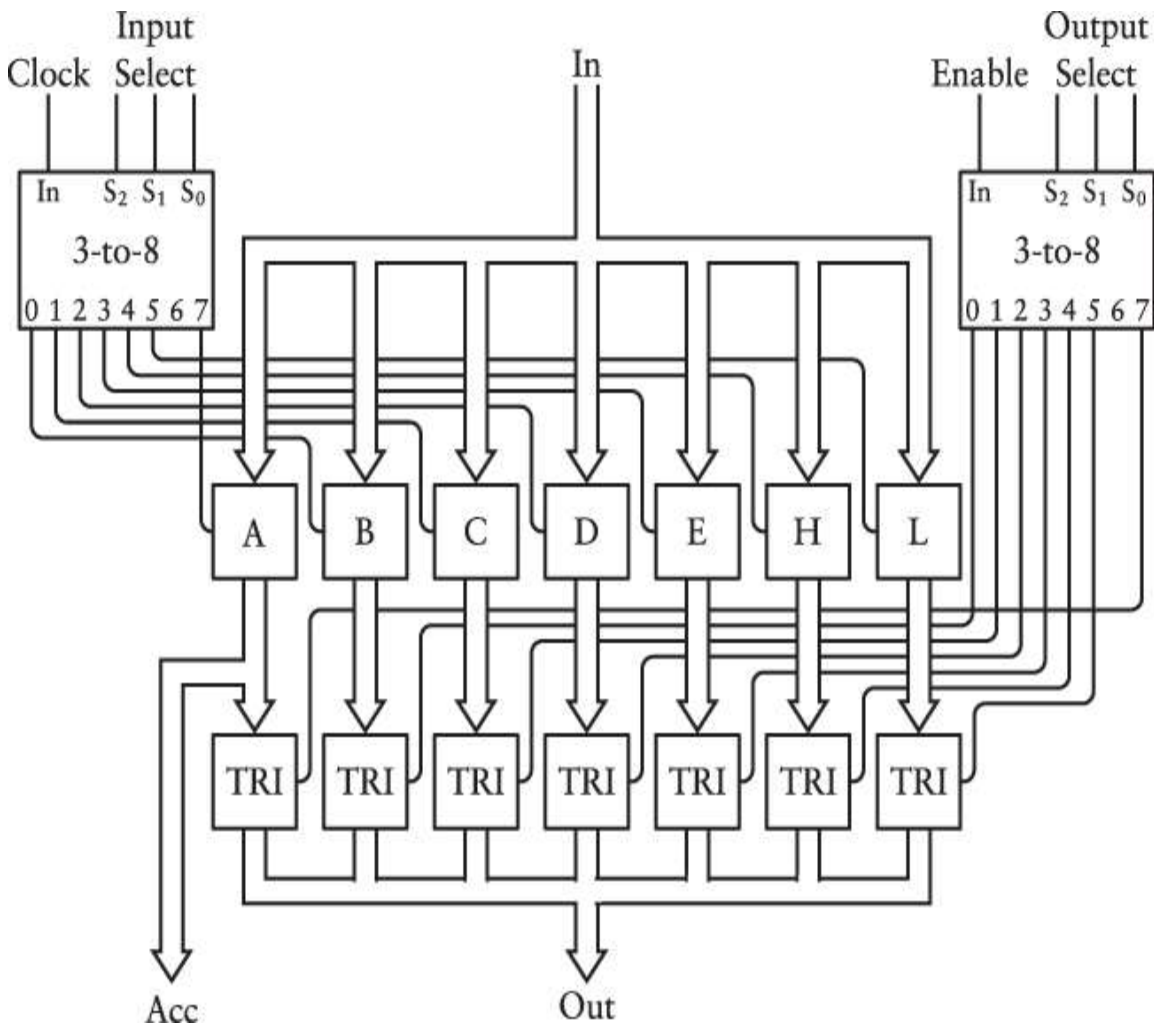 Input
Clock Select
In
Output
Enable Select
In S₂ S₁ S₀
3-to-8
0 1 2 3 4 5 6 7
In S₂ S₁ S₀
3-to-8
0 1 2 3 4 5 6 7
A B C D E H L
TRI TRI TRI TRI TRI TRI TRI
Acc
Out